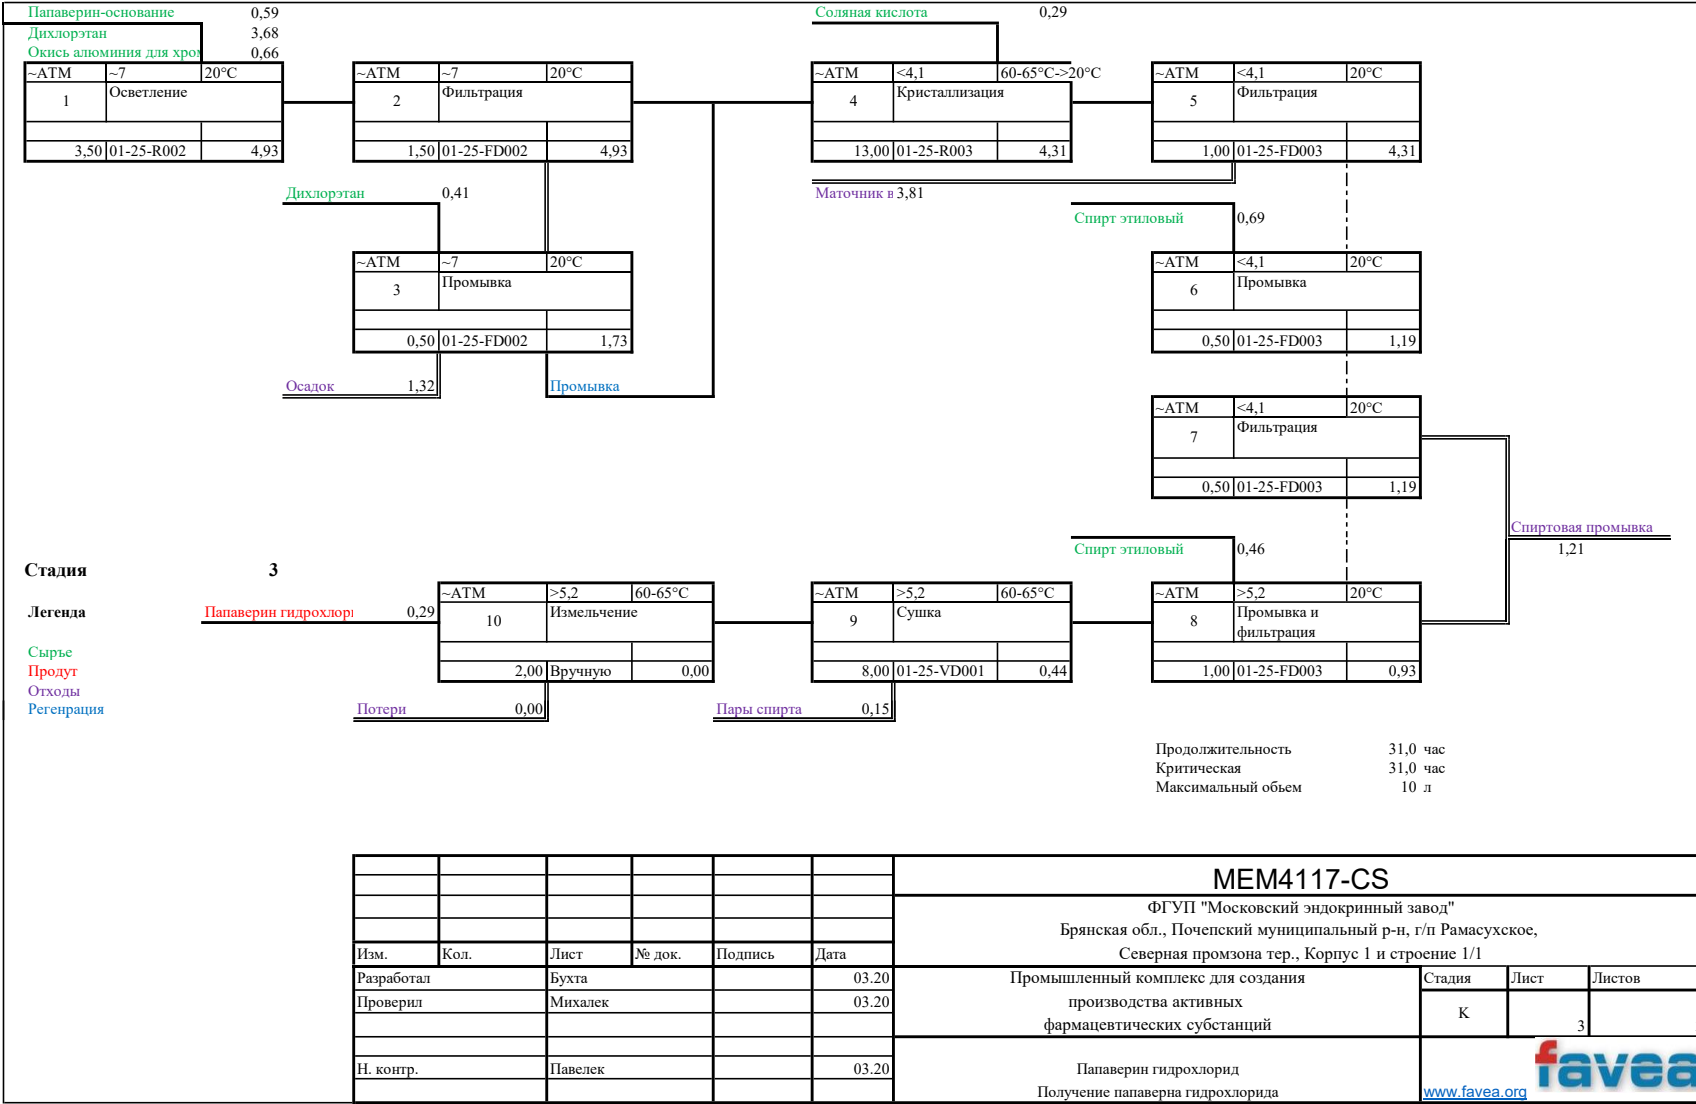 Папаверин-основание 0,59
Дихлорэтан 3,68
Окись алюминия для хром 0,66
Соляная кислота 0,29
~АТМ ~7 20°C
1 Осветление
3,50 01-25-R002 4,93
~АТМ ~7 20°C
2 Фильтрация
1,50 01-25-FD002 4,93
~АТМ <4,1 60-65°C->20°C
4 Кристаллизация
13,00 01-25-R003 4,31
~АТМ <4,1 20°C
5 Фильтрация
1,00 01-25-FD003 4,31
Дихлорэтан 0,41
Маточник в 3,81
Спирт этиловый 0,69
~АТМ ~7 20°C
3 Промывка
0,50 01-25-FD002 1,73
~АТМ <4,1 20°C
6 Промывка
0,50 01-25-FD003 1,19
Осадок 1,32
Промывка
~АТМ <4,1 20°C
7 Фильтрация
0,50 01-25-FD003 1,19
Спиртовая промывка
1,21
Спирт этиловый 0,46
Стадия 3
Легенда
Папаверин гидрохлори 0,29
~АТМ >5,2 60-65°C
10 Измельчение
2,00 Вручную 0,00
~АТМ >5,2 60-65°C
9 Сушка
8,00 01-25-VD001 0,44
~АТМ >5,2 20°C
8 Промывка и
фильтрация
1,00 01-25-FD003 0,93
Сырье
Продут
Отходы
Регенрация
Потери 0,00
Пары спирта 0,15
Продолжительность 31,0 час
Критическая 31,0 час
Максимальный обьем 10 л
MEM4117-CS
ФГУП "Московский эндокринный завод"
Брянская обл., Почепский муниципальный р-н, г/п Рамасухское,
Северная промзона тер., Корпус 1 и строение 1/1
Изм. Кол. Лист № док. Подпись Дата
Разработал Бухта 03.20
Проверил Михалек 03.20
Н. контр. Павелек 03.20
Промышленный комплекс для создания
производства активных
фармацевтических субстанций
Стадия Лист Листов
К 3
Папаверин гидрохлорид
Получение папаверна гидрохлорида
www.favea.org
favea